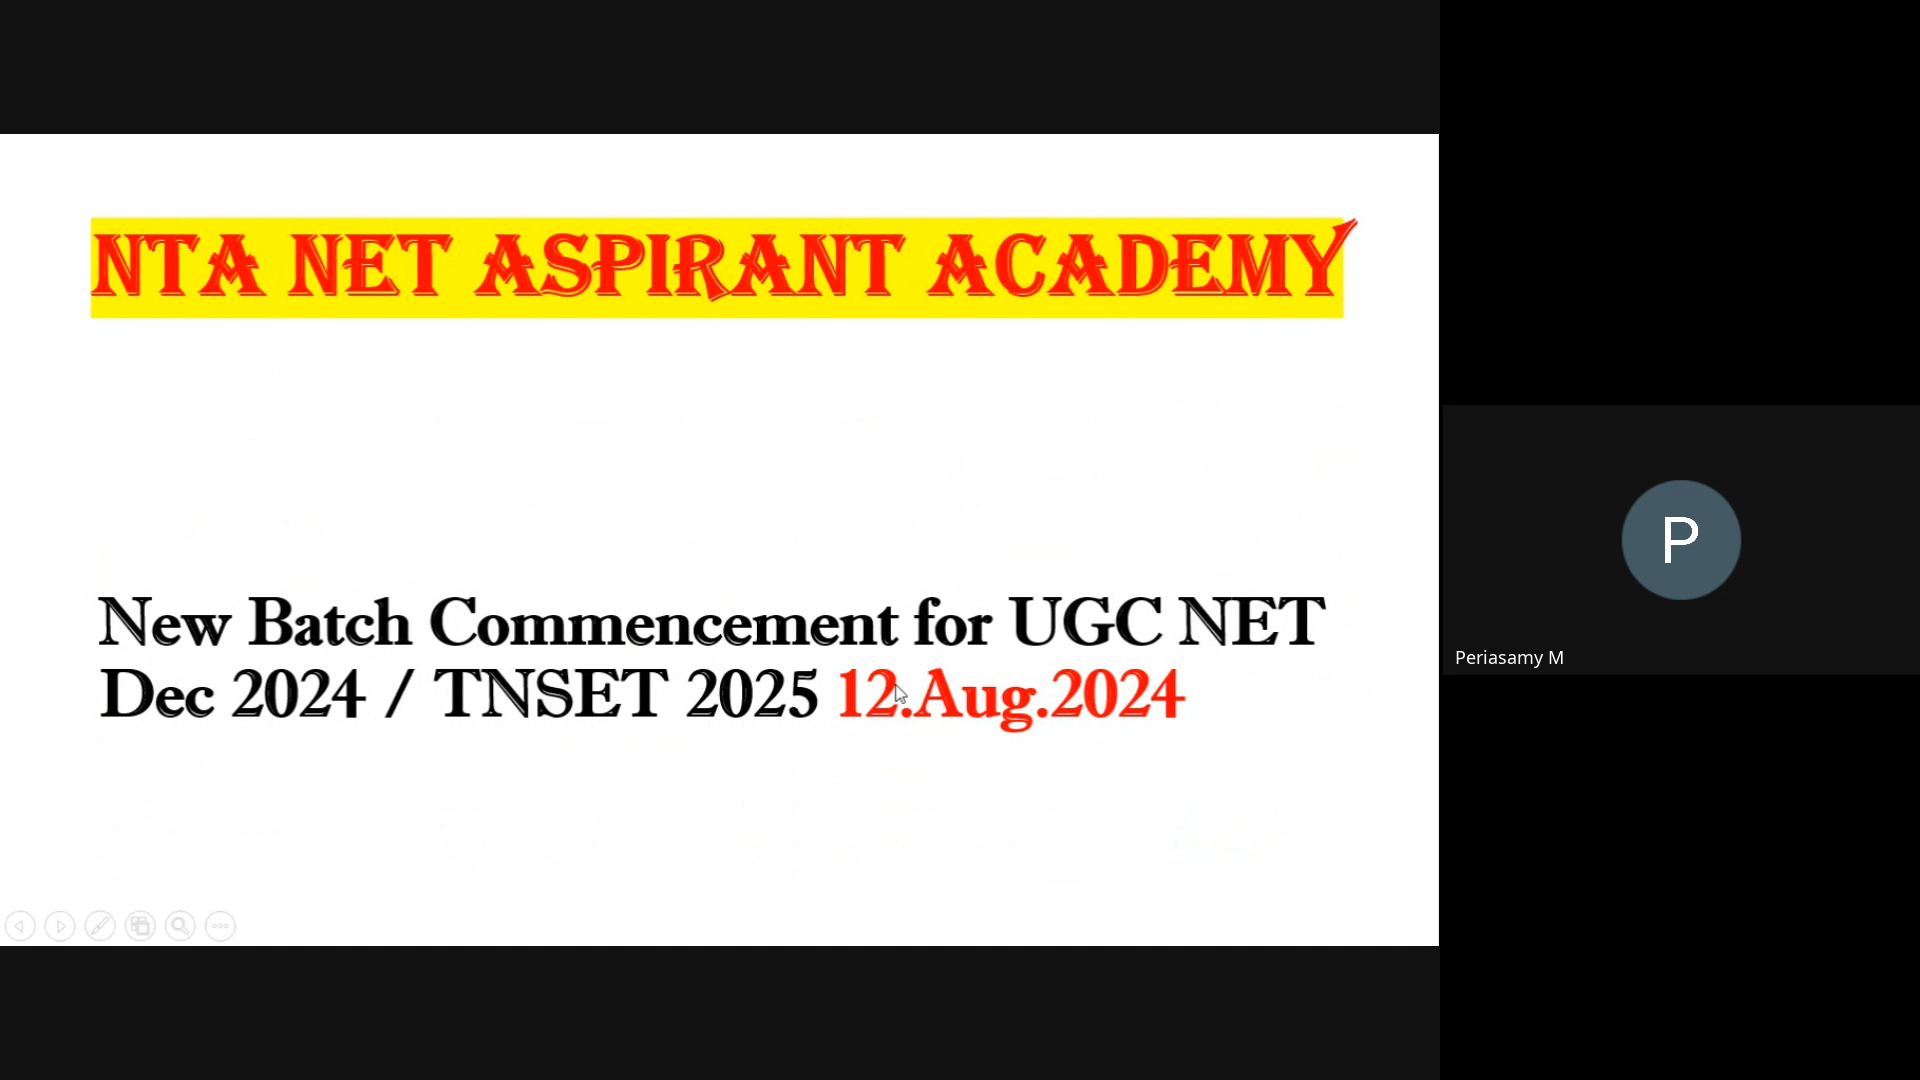 NTA NET ASPIRANT ACADEMY
New Batch Commencement for UGC NET
Dec 2024 / TNSET 2025 12.Aug.2024
P
Periasamy M